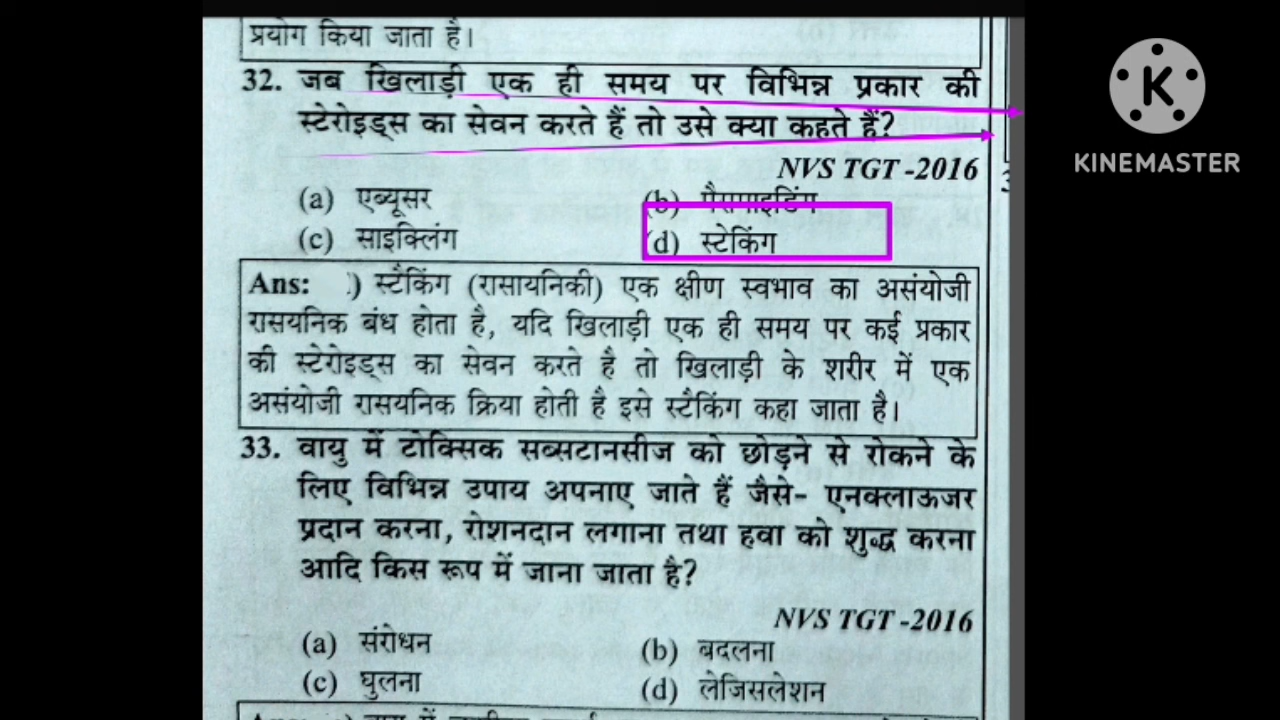 प्रयोग किया जाता है।
32. जब खिलाड़ी एक ही समय पर विभिन्न प्रकार की
स्टेरोइड्स का सेवन करते हैं तो उसे क्या कहते हैं?
NVS TGT -2016
(a) एब्यूसर (b) पैरामाइडिंग
(c) साइक्लिंग (d) स्टेकिंग
Ans: .) स्टैकिंग (रासायनिकी) एक क्षीण स्वभाव का असंयोजी
रासयनिक बंध होता है, यदि खिलाड़ी एक ही समय पर कई प्रकार
की स्टेरोइड्स का सेवन करते है तो खिलाड़ी के शरीर में एक
असंयोजी रासयनिक क्रिया होती है इसे स्टैकिंग कहा जाता है।
33. वायु में टोक्सिक सब्सटानसीज को छोड़ने से रोकने के
लिए विभिन्न उपाय अपनाए जाते हैं जैसे- एनक्लाऊजर
प्रदान करना, रोशनदान लगाना तथा हवा को शुद्ध करना
आदि किस रूप में जाना जाता है?
NVS TGT -2016
(a) संरोधन (b) बदलना
(c) घुलना (d) लेजिसलेशन
KINEMASTER